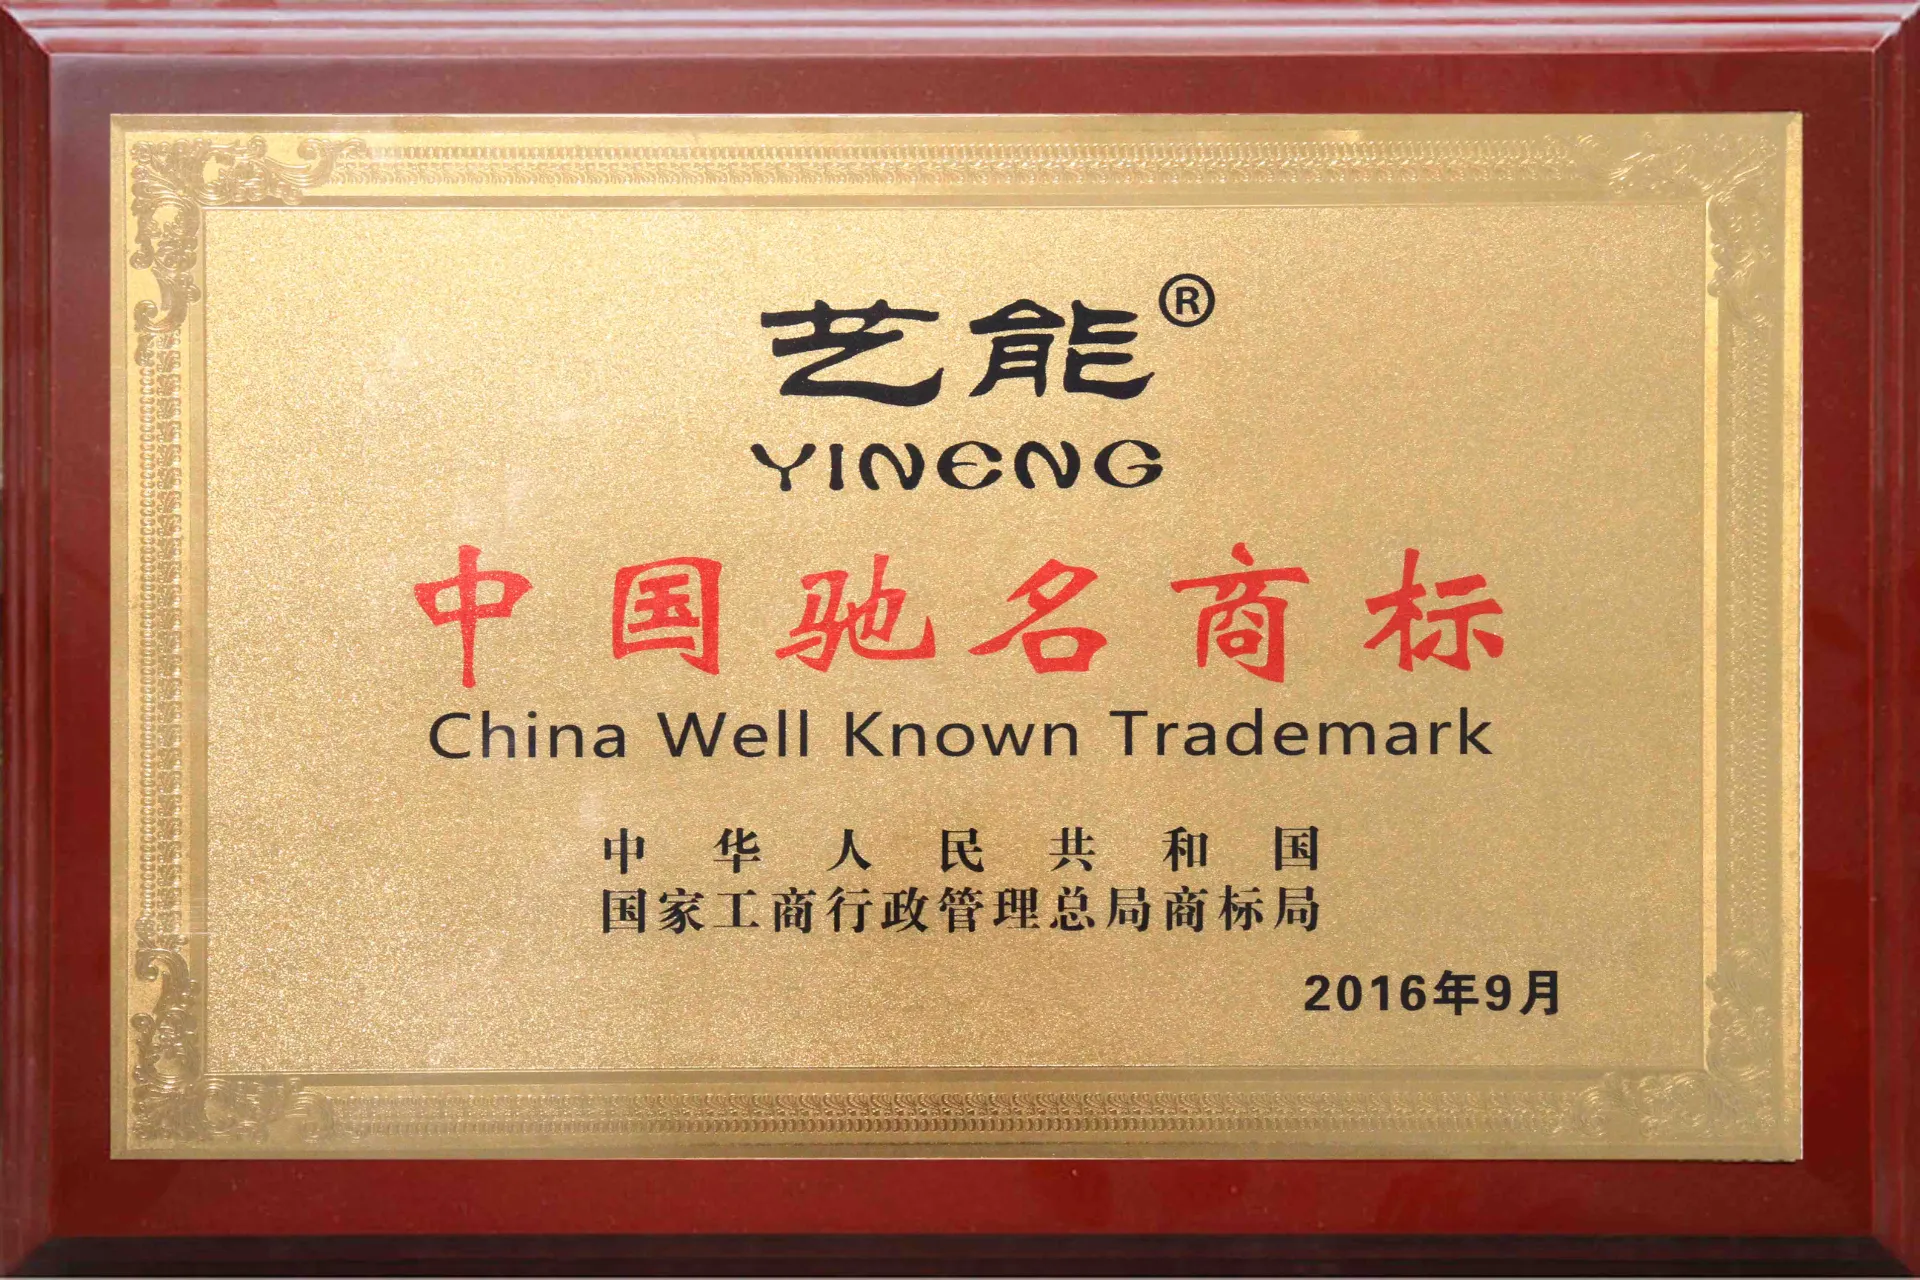 艺能®
YINENG
中国驰名商标
China Well Known Trademark
中华人民共和国
国家工商行政管理总局商标局
2016年9月